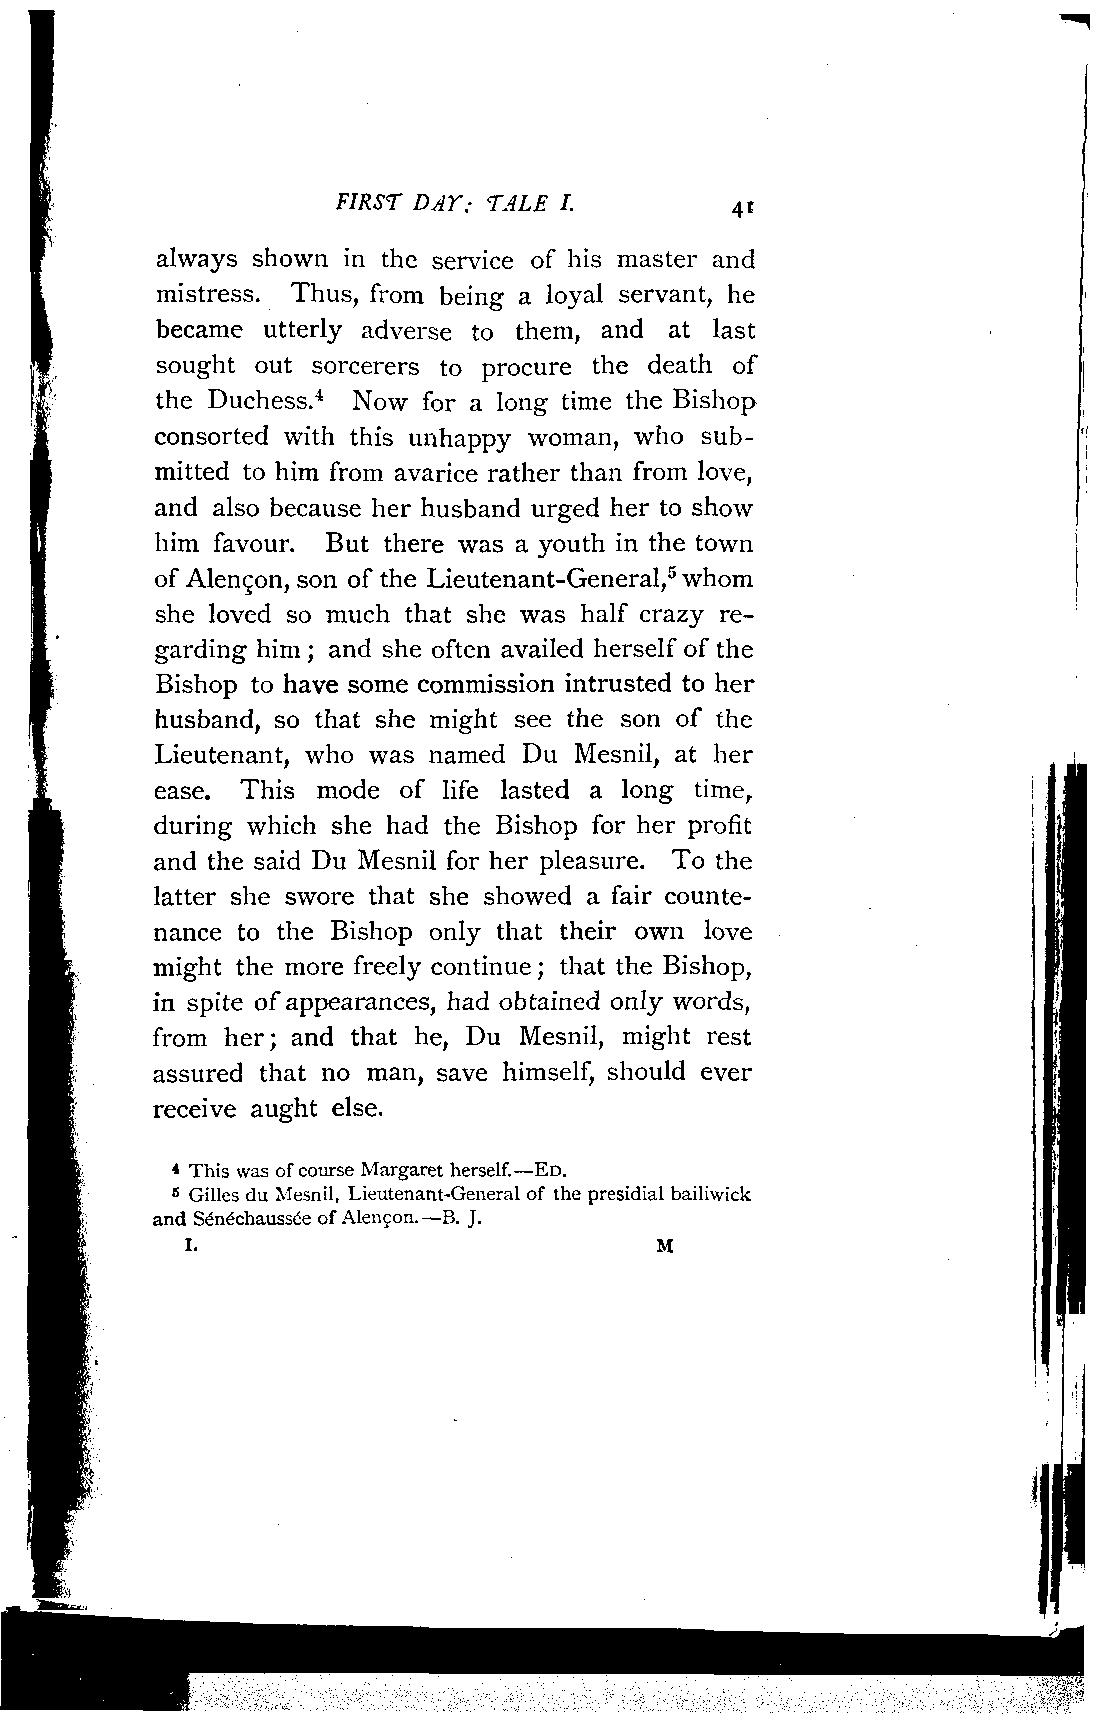 FIRST DAY: TALE I. 41
always shown in the service of his master and
mistress. Thus, from being a loyal servant, he
became utterly adverse to them, and at last
sought out sorcerers to procure the death of
the Duchess.⁴ Now for a long time the Bishop
consorted with this unhappy woman, who sub-
mitted to him from avarice rather than from love,
and also because her husband urged her to show
him favour. But there was a youth in the town
of Alençon, son of the Lieutenant-General,⁵ whom
she loved so much that she was half crazy re-
garding him; and she often availed herself of the
Bishop to have some commission intrusted to her
husband, so that she might see the son of the
Lieutenant, who was named Du Mesnil, at her
ease. This mode of life lasted a long time,
during which she had the Bishop for her profit
and the said Du Mesnil for her pleasure. To the
latter she swore that she showed a fair counte-
nance to the Bishop only that their own love
might the more freely continue; that the Bishop,
in spite of appearances, had obtained only words,
from her; and that he, Du Mesnil, might rest
assured that no man, save himself, should ever
receive aught else.
⁴ This was of course Margaret herself.—ED.
⁵ Gilles du Mesnil, Lieutenant-General of the presidial bailiwick
and Sénéchaussée of Alençon.—B. J.
I. M